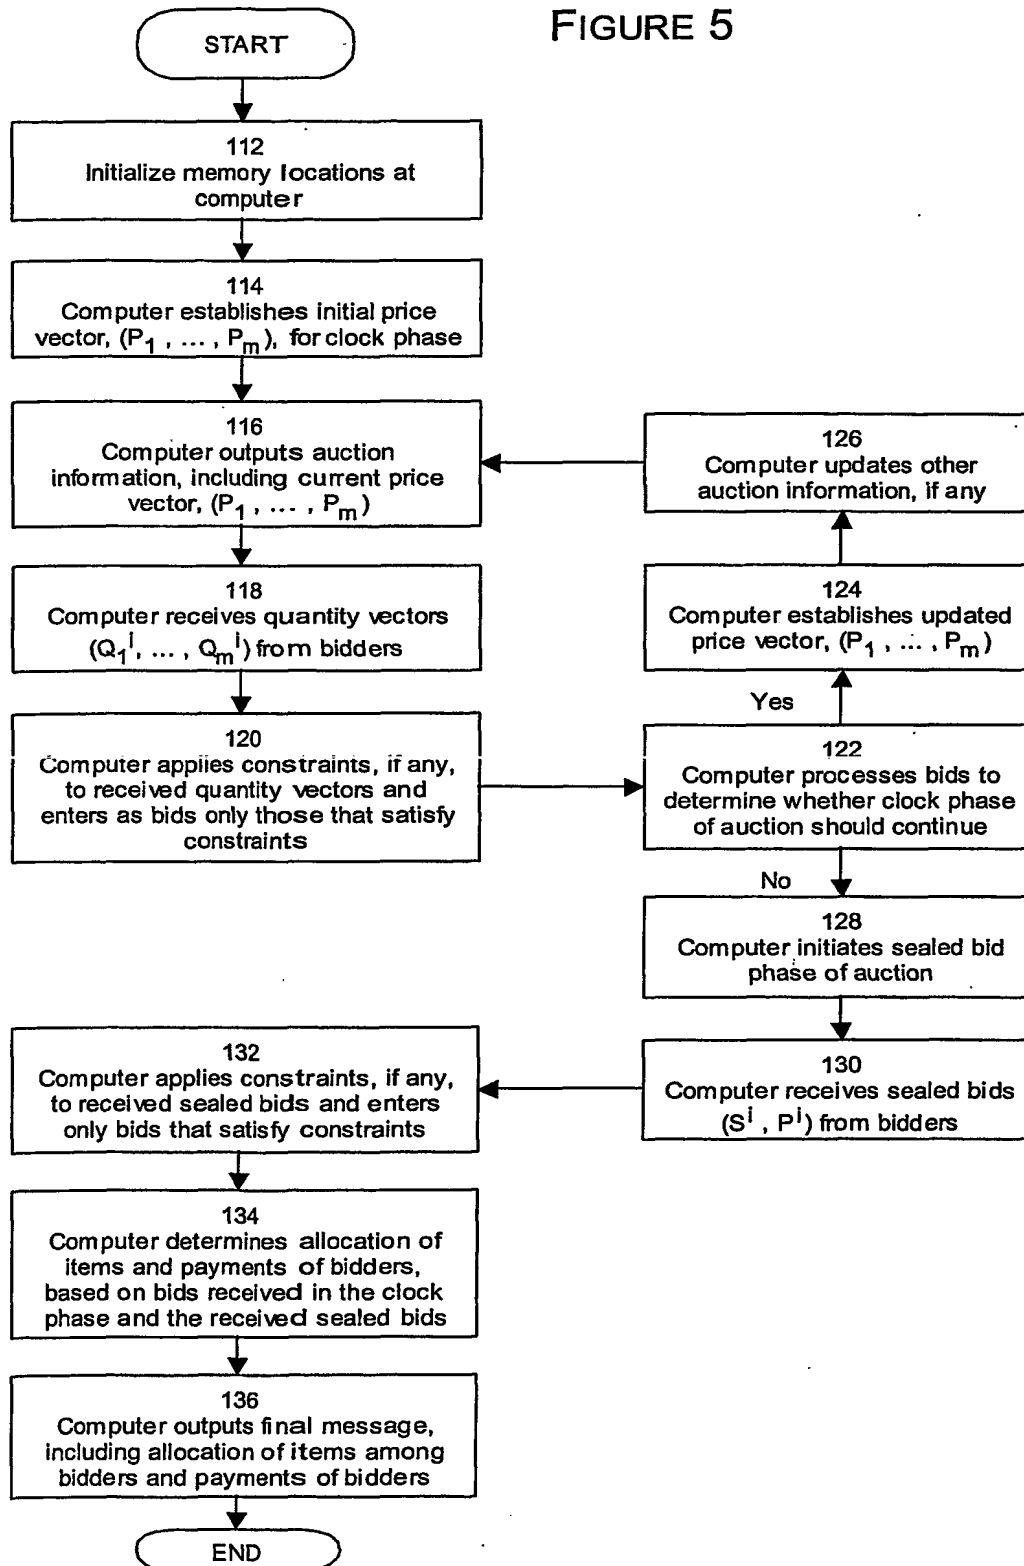 FIGURE 5
START
112
Initialize memory locations at
computer
114
Computer establishes initial price
vector, (P₁ , ... , Pₘ), for clock phase
116
Computer outputs auction
information, including current price
vector, (P₁ , ... , Pₘ)
118
Computer receives quantity vectors
(Q₁ⁱ, ... , Qₘⁱ) from bidders
120
Computer applies constraints, if any,
to received quantity vectors and
enters as bids only those that satisfy
constraints
126
Computer updates other
auction information, if any
124
Computer establishes updated
price vector, (P₁ , ... , Pₘ)
Yes
122
Computer processes bids to
determine whether clock phase
of auction should continue
No
128
Computer initiates sealed bid
phase of auction
130
Computer receives sealed bids
(Sⁱ , Pⁱ) from bidders
132
Computer applies constraints, if any,
to received sealed bids and enters
only bids that satisfy constraints
134
Computer determines allocation of
items and payments of bidders,
based on bids received in the clock
phase and the received sealed bids
136
Computer outputs final message,
including allocation of items among
bidders and payments of bidders
END